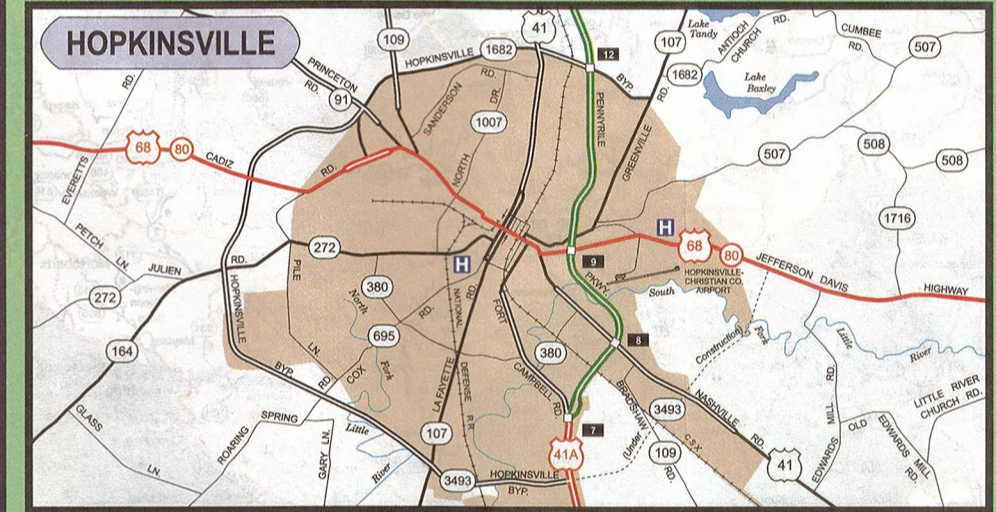 HOPKINSVILLE
PRINCETON
RD.
91
109
HOPKINSVILLE
1682
BYP.
41
12
107
RD.
1682
Lake
Tandy
ANTIOCH
CHURCH
RD.
CUMBEE
RD.
507
Lake
Baxley
EVERETTS
RD.
68
80
CADIZ
RD.
SANDERSON
RD.
NORTH
DR.
1007
PENNYRILE
PKWY.
GREENVILLE
507
508
508
1716
PETCH
LN.
JULIEN
RD.
272
272
164
GLASS
LN.
HOPKINSVILLE
BYP.
PILE
LN.
380
North
Fork
695
RD.
COX
RD.
H
NATIONAL
DEFENSE
R.R.
LA FAYETTE
RD.
107
FORT
CAMPBELL
RD.
380
9
H
68
80
JEFFERSON
DAVIS
HIGHWAY
HOPKINSVILLE-
CHRISTIAN CO.
AIRPORT
South
Fork
Little
River
8
7
41A
BRADSHAW
RD.
(Under
Construction)
3493
NASHVILLE
RD.
109
CSX
41
EDWARDS
MILL
RD.
OLD
EDWARDS
MILL
RD.
LITTLE RIVER
CHURCH RD.
ROARING
SPRING
GARY LN.
Little
River
3493
HOPKINSVILLE
BYP.